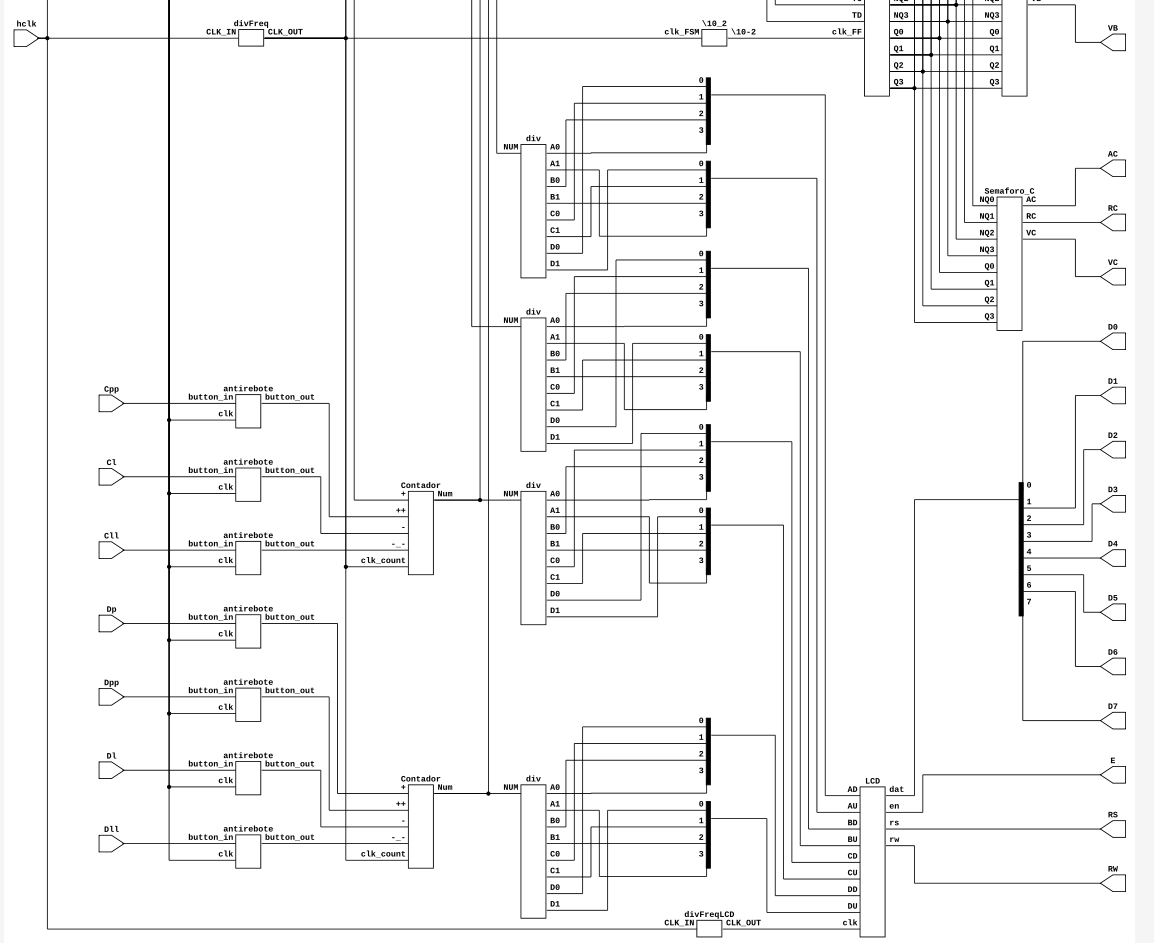 hclk
divFreq
CLK_IN
CLK_OUT
\10_2
clk_FSM
\10-2
TD
clk_FF
NQ3
Q0
Q1
Q2
Q3
NQ3
Q0
Q1
Q2
Q3
VB
0
1
2
3
div
NUM
A0
A1
B0
B1
C0
C1
D0
D1
0
1
2
3
Semaforo_C
NQ0
NQ1
NQ2
NQ3
Q0
Q1
Q2
Q3
AC
RC
VC
AC
RC
VC
0
1
2
3
div
NUM
A0
A1
B0
B1
C0
C1
D0
D1
0
1
2
3
Cpp
antirebote
button_in
clk
button_out
Cl
antirebote
button_in
clk
button_out
Cll
antirebote
button_in
clk
button_out
Contador
+
++
-
-_-
clk_count
Num
0
1
2
3
div
NUM
A0
A1
B0
B1
C0
C1
D0
D1
0
1
2
3
D0
D1
D2
D3
D4
D5
D6
D7
0
1
2
3
4
5
6
7
Dp
antirebote
button_in
clk
button_out
Dpp
antirebote
button_in
clk
button_out
Dl
antirebote
button_in
clk
button_out
Dll
antirebote
button_in
clk
button_out
Contador
+
++
-
-_-
clk_count
Num
0
1
2
3
div
NUM
A0
A1
B0
B1
C0
C1
D0
D1
0
1
2
3
LCD
AD
AU
BD
BU
CD
CU
DD
DU
clk
dat
en
rs
rw
E
RS
RW
divFreqLCD
CLK_IN
CLK_OUT